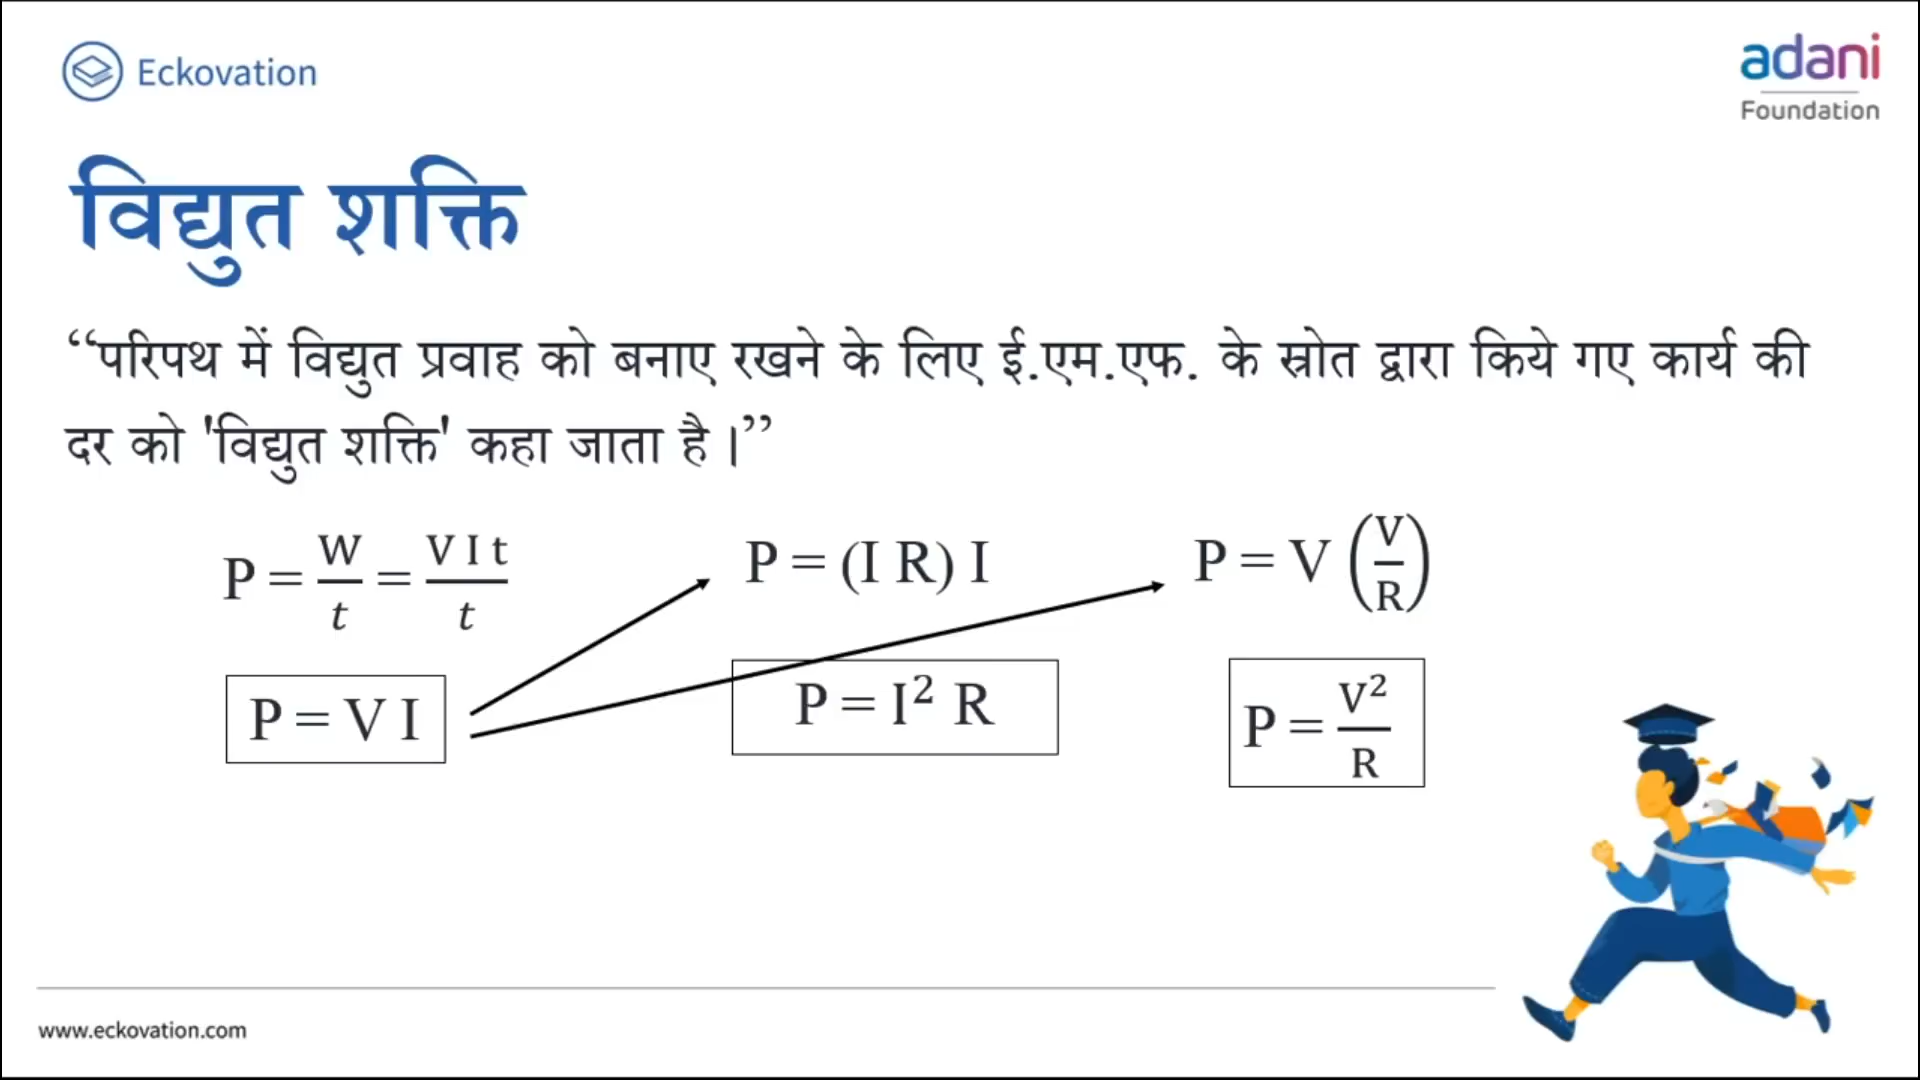 Eckovation
adani
Foundation
विद्युत शक्ति
“परिपथ में विद्युत प्रवाह को बनाए रखने के लिए ई.एम.एफ. के स्रोत द्वारा किये गए कार्य की
दर को 'विद्युत शक्ति' कहा जाता है ।”
P = W/t = V I t/t
P = (I R) I
P = V (V/R)
P = V I
P = I² R
P = V²/R
www.eckovation.com